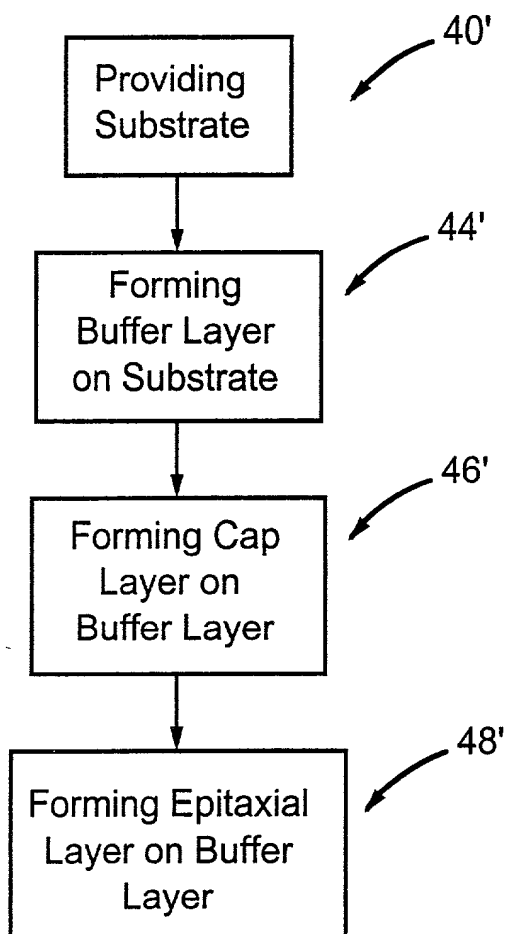 Providing
Substrate
40'
Forming
Buffer Layer
on Substrate
44'
Forming Cap
Layer on
Buffer Layer
46'
Forming Epitaxial
Layer on Buffer
Layer
48'